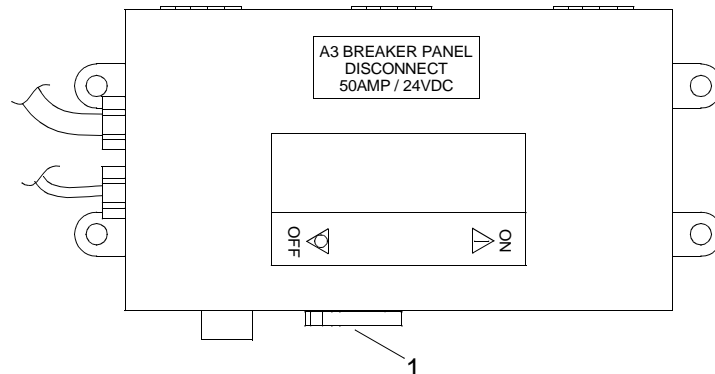 A3 BREAKER PANEL
DISCONNECT
50AMP / 24VDC
OFF
ON
1